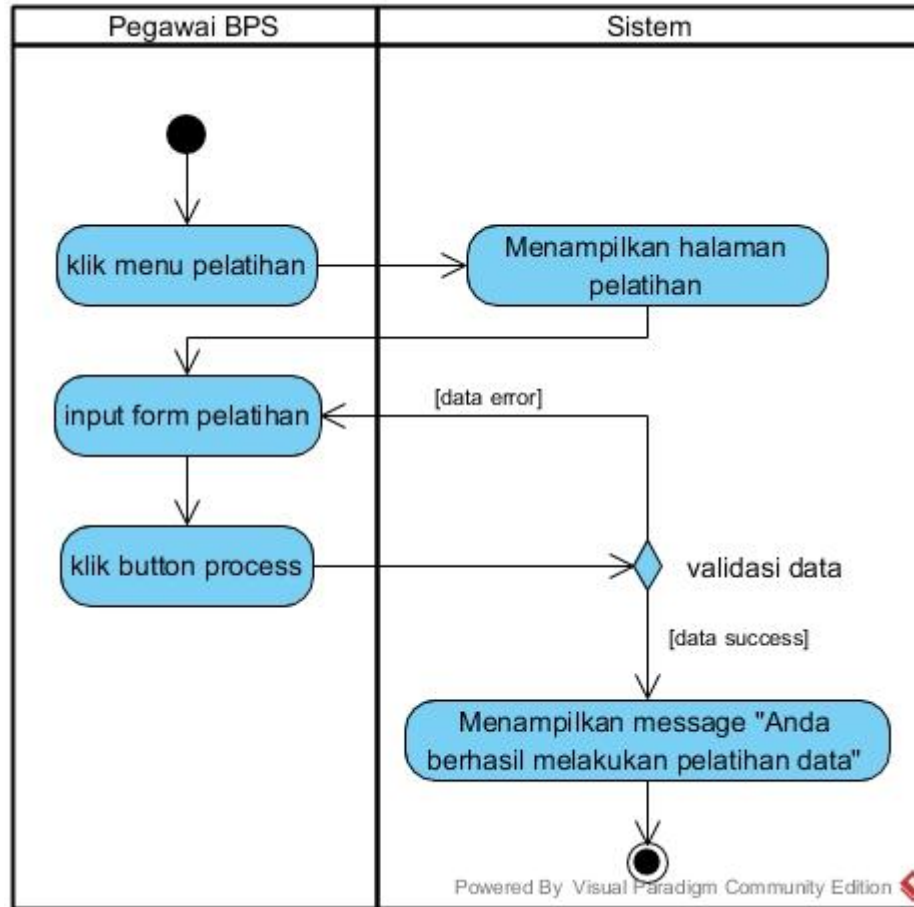 Pegawai BPS
Sistem
klik menu pelatihan
Menampilkan halaman
pelatihan
input form pelatihan
[data error]
klik button process
validasi data
[data success]
Menampilkan message "Anda
berhasil melakukan pelatihan data"
Powered By Visual Paradigm Community Edition